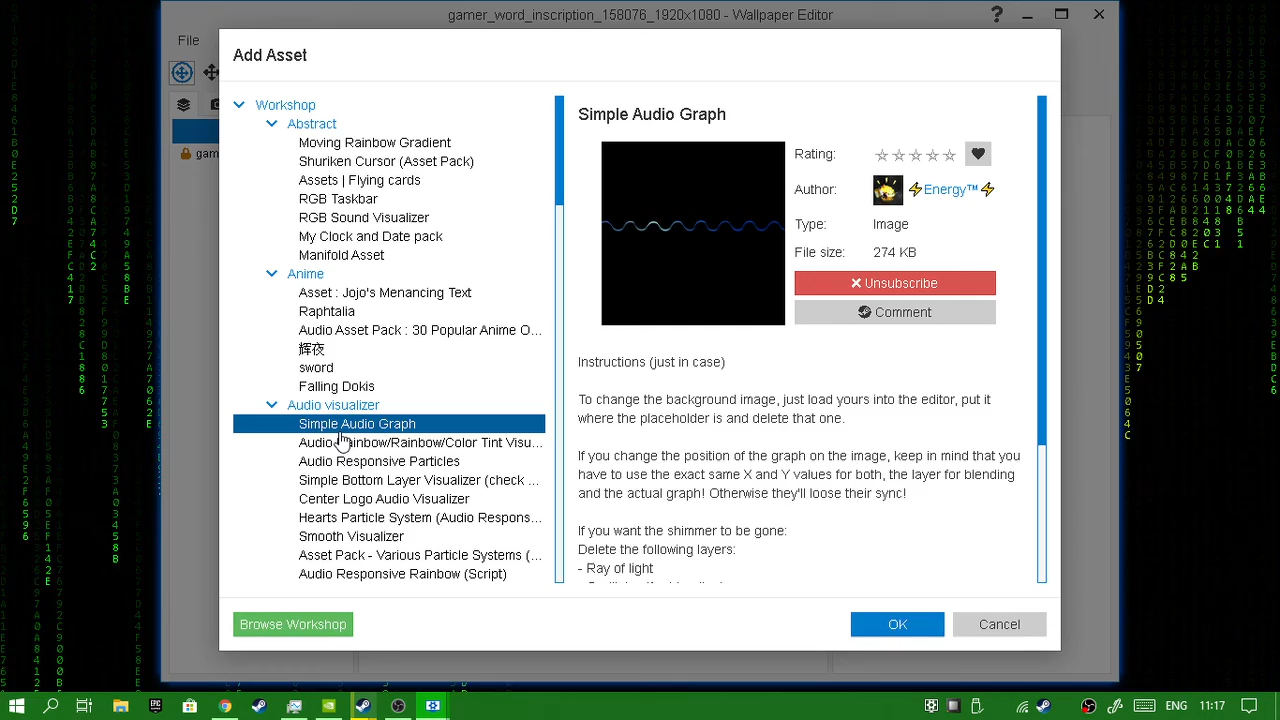 gamer_word_inscription_158076_1920x1080 - Wallpaper Editor
File
Add Asset
gam
Workshop
Abstract
Moving Rainbow Gradient
Shuriken Cursor (Asset Pack)
Assets | Flying cards
RGB Taskbar
RGB Sound Visualizer
My Clock and Date pack
Manifold Asset
Anime
Asset : Jojo's Menancing Text
Raphtalia
Audio Asset Pack : 30 Popular Anime O...
輝夜
sword
Falling Dokis
Audio visualizer
Simple Audio Graph
Audio Rainbow/Rainbow/Color Tint Visu...
Audio Responsive Particles
Simple Bottom Layer Visualizer (check ...
Center Logo Audio Visualizer
Hearts Particle System (Audio Respons...
Smooth Visualizer
Asset Pack - Various Particle Systems (...
Audio Responsive Rainbow (Script)
Simple Audio Graph
Rating:
Author: ⚡Energy™⚡
Type: Image
File size: 274 KB
Unsubscribe
Comment
Instructions (just in case)
To change the background image, just load yours into the editor, put it
where the placeholder is and delete that one.
If you change the position of the graph on the image, keep in mind that you
have to use the exact same X and Y values for both, the layer for blending
and the actual graph! Otherwise they'll lose their sync!
If you want the shimmer to be gone:
Delete the following layers:
- Ray of light
Browse Workshop
OK
Cancel
EPIC
ENG
11:17